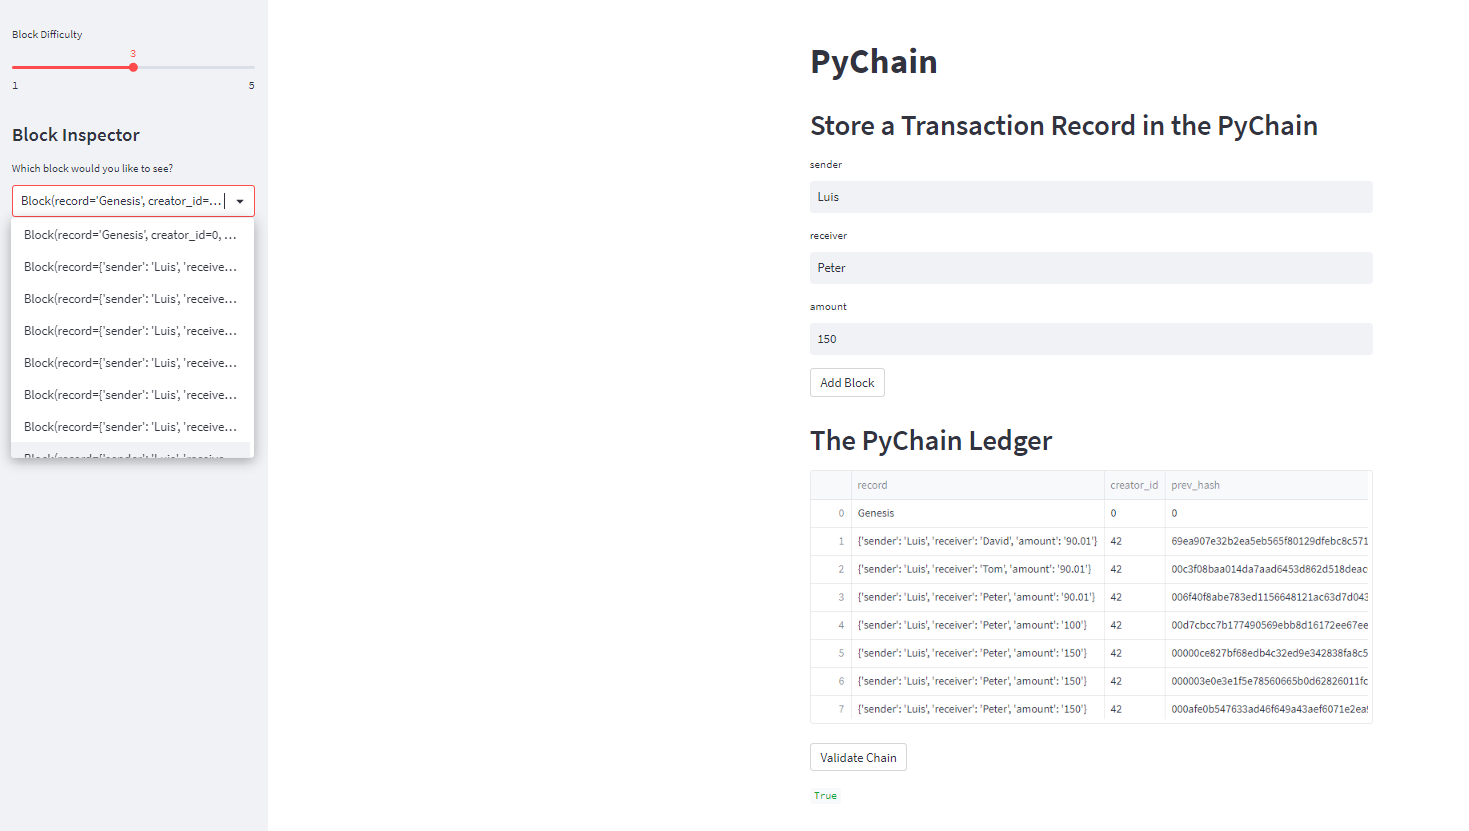 Block Difficulty
3
1 5
Block Inspector
Which block would you like to see?
Block(record='Genesis', creator_id=...
Block(record='Genesis', creator_id=0, ...
Block(record={'sender': 'Luis', 'receive...
Block(record={'sender': 'Luis', 'receive...
Block(record={'sender': 'Luis', 'receive...
Block(record={'sender': 'Luis', 'receive...
Block(record={'sender': 'Luis', 'receive...
Block(record={'sender': 'Luis', 'receive...
Block(record={'sender': 'Luis', 'receive...
PyChain
Store a Transaction Record in the PyChain
sender
Luis
receiver
Peter
amount
150
Add Block
The PyChain Ledger
record creator_id prev_hash
0 Genesis 0 0
1 {'sender': 'Luis', 'receiver': 'David', 'amount': '90.01'} 42 69ea907e32b2ea5eb565f80129dfebc8c571
2 {'sender': 'Luis', 'receiver': 'Tom', 'amount': '90.01'} 42 00c3f08baa014da7aad6453d862d518deac
3 {'sender': 'Luis', 'receiver': 'Peter', 'amount': '90.01'} 42 006f40f8abe783ed1156648121ac63d7d043
4 {'sender': 'Luis', 'receiver': 'Peter', 'amount': '100'} 42 00d7cbcc7b177490569ebb8d16172ee67ee
5 {'sender': 'Luis', 'receiver': 'Peter', 'amount': '150'} 42 00000ce827bf68edb4c32ed9e342838fa8c5
6 {'sender': 'Luis', 'receiver': 'Peter', 'amount': '150'} 42 000003e0e3e1f5e78560665b0d62826011fc
7 {'sender': 'Luis', 'receiver': 'Peter', 'amount': '150'} 42 000afe0b547633ad46f649a43aef6071e2ea
Validate Chain
True